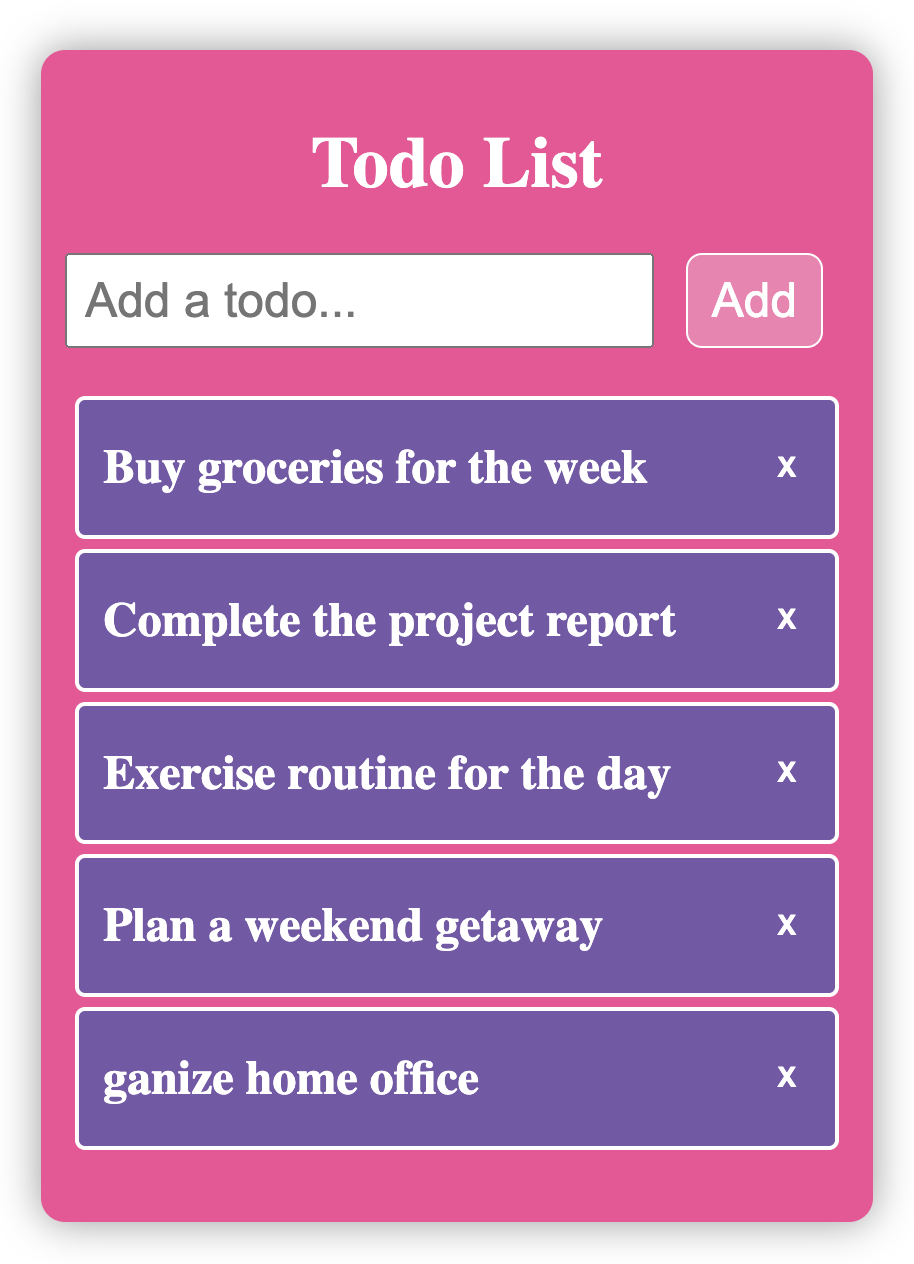 Todo List
Add a todo...
Add
Buy groceries for the week
x
Complete the project report
x
Exercise routine for the day
x
Plan a weekend getaway
x
ganize home office
x